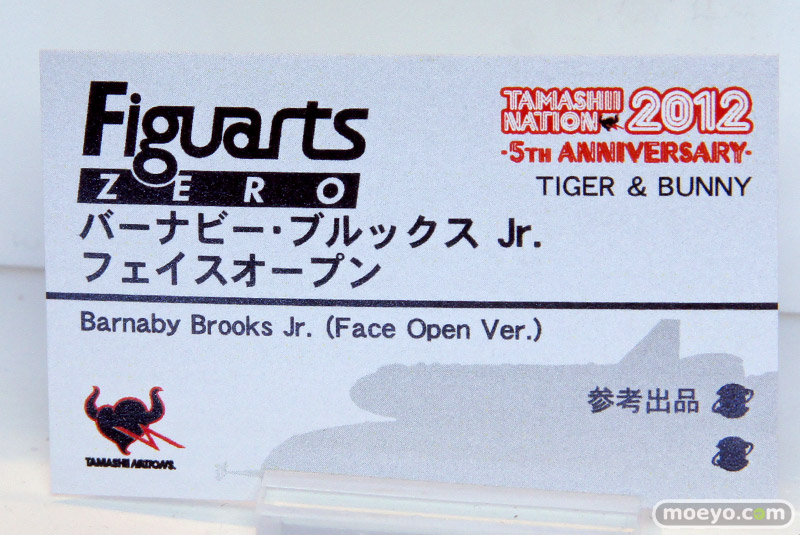 Figuarts
ZERO
TAMASHII
NATION 2012
-5TH ANNIVERSARY-
TIGER & BUNNY
バーナビー・ブルックス Jr.
フェイスオープン
Barnaby Brooks Jr. (Face Open Ver.)
参考出品
TAMASHII NATIONS.
moeyo.com